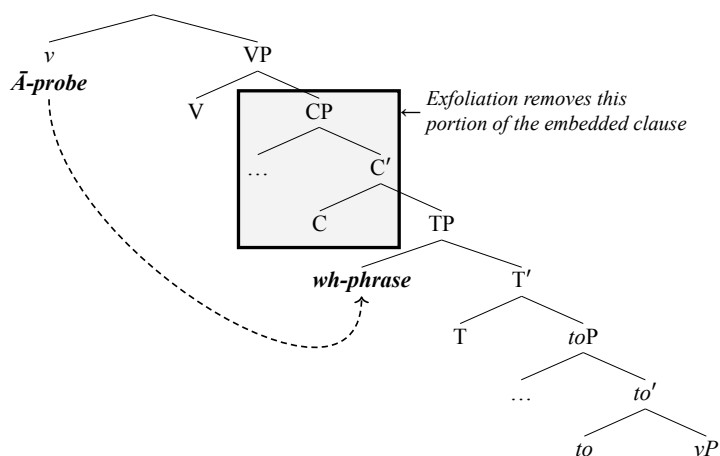 v VP
Ā-probe
V CP ← Exfoliation removes this
portion of the embedded clause
… C′
C TP
wh-phrase T′
T toP
… to′
to vP